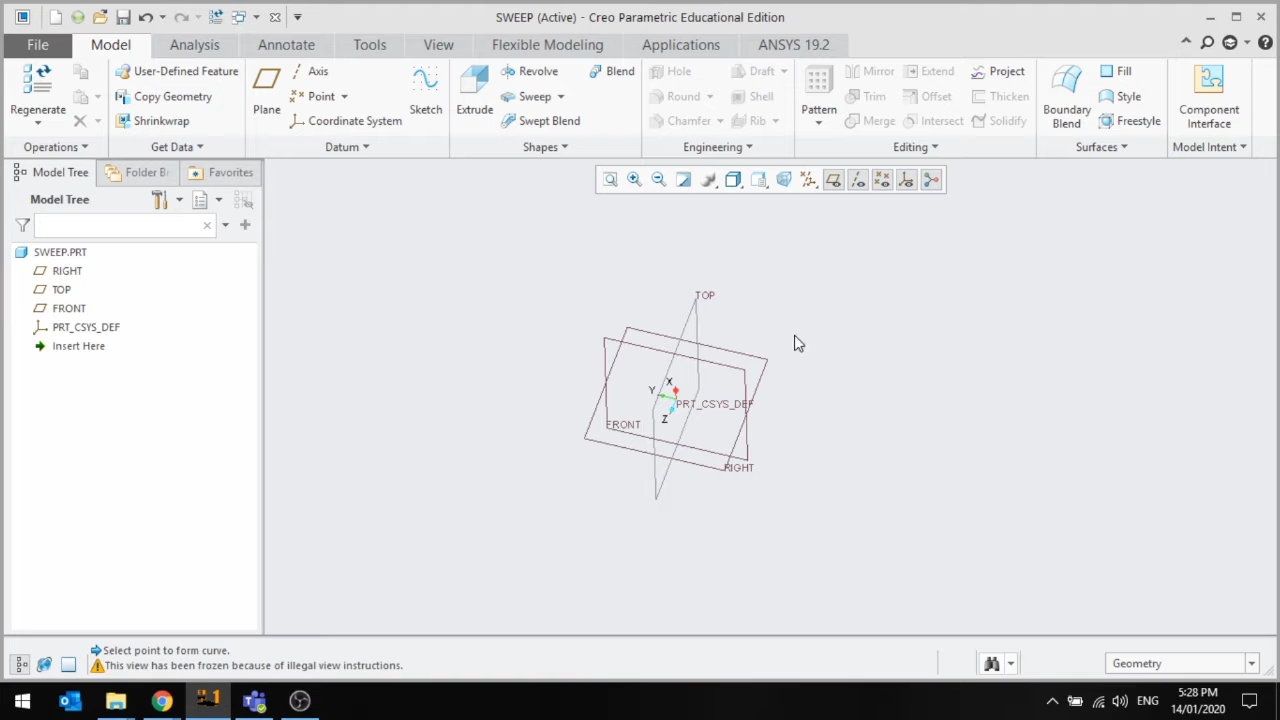 SWEEP (Active) - Creo Parametric Educational Edition
File Model Analysis Annotate Tools View Flexible Modeling Applications ANSYS 19.2
Regenerate
User-Defined Feature
Copy Geometry
Shrinkwrap
Plane
Axis
Point
Coordinate System
Sketch
Extrude
Revolve
Sweep
Swept Blend
Blend
Hole
Round
Chamfer
Draft
Shell
Rib
Pattern
Mirror
Trim
Merge
Extend
Offset
Intersect
Project
Thicken
Solidify
Boundary
Blend
Fill
Style
Freestyle
Component
Interface
Operations Get Data Datum Shapes Engineering Editing Surfaces Model Intent
Model Tree Folder Br Favorites
Model Tree
SWEEP.PRT
RIGHT
TOP
FRONT
PRT_CSYS_DEF
Insert Here
TOP
X
Y
PRT_CSYS_DEF
Z
FRONT
RIGHT
Select point to form curve.
This view has been frozen because of illegal view instructions.
Geometry
ENG
5:28 PM
14/01/2020